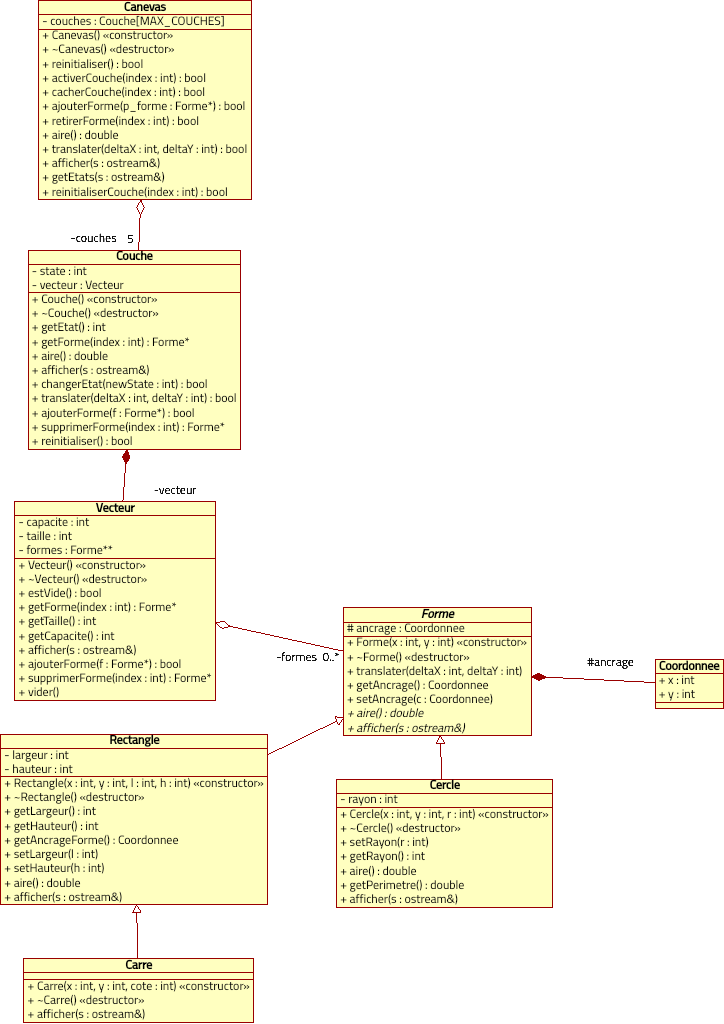 Canevas
- couches : Couche[MAX_COUCHES]
+ Canevas() «constructor»
+ ~Canevas() «destructor»
+ reinitialiser() : bool
+ activerCouche(index : int) : bool
+ cacherCouche(index : int) : bool
+ ajouterForme(p_forme : Forme*) : bool
+ retirerForme(index : int) : bool
+ aire() : double
+ translater(deltaX : int, deltaY : int) : bool
+ afficher(s : ostream&)
+ getEtats(s : ostream&)
+ reinitialiserCouche(index : int) : bool
-couches 5
Couche
- state : int
- vecteur : Vecteur
+ Couche() «constructor»
+ ~Couche() «destructor»
+ getEtat() : int
+ getForme(index : int) : Forme*
+ aire() : double
+ afficher(s : ostream&)
+ changerEtat(newState : int) : bool
+ translater(deltaX : int, deltaY : int) : bool
+ ajouterForme(f : Forme*) : bool
+ supprimerForme(index : int) : Forme*
+ reinitialiser() : bool
-vecteur
Vecteur
- capacite : int
- taille : int
- formes : Forme**
+ Vecteur() «constructor»
+ ~Vecteur() «destructor»
+ estVide() : bool
+ getForme(index : int) : Forme*
+ getTaille() : int
+ getCapacite() : int
+ afficher(s : ostream&)
+ ajouterForme(f : Forme*) : bool
+ supprimerForme(index : int) : Forme*
+ vider()
-formes 0..*
Forme
# ancrage : Coordonnee
+ Forme(x : int, y : int) «constructor»
+ ~Forme() «destructor»
+ translater(deltaX : int, deltaY : int)
+ getAncrage() : Coordonnee
+ setAncrage(c : Coordonnee)
+ aire() : double
+ afficher(s : ostream&)
#ancrage
Coordonnee
+ x : int
+ y : int
Rectangle
- largeur : int
- hauteur : int
+ Rectangle(x : int, y : int, l : int, h : int) «constructor»
+ ~Rectangle() «destructor»
+ getLargeur() : int
+ getHauteur() : int
+ getAncrageForme() : Coordonnee
+ setLargeur(l : int)
+ setHauteur(h : int)
+ aire() : double
+ afficher(s : ostream&)
Cercle
- rayon : int
+ Cercle(x : int, y : int, r : int) «constructor»
+ ~Cercle() «destructor»
+ setRayon(r : int)
+ getRayon() : int
+ aire() : double
+ getPerimetre() : double
+ afficher(s : ostream&)
Carre
+ Carre(x : int, y : int, cote : int) «constructor»
+ ~Carre() «destructor»
+ afficher(s : ostream&)